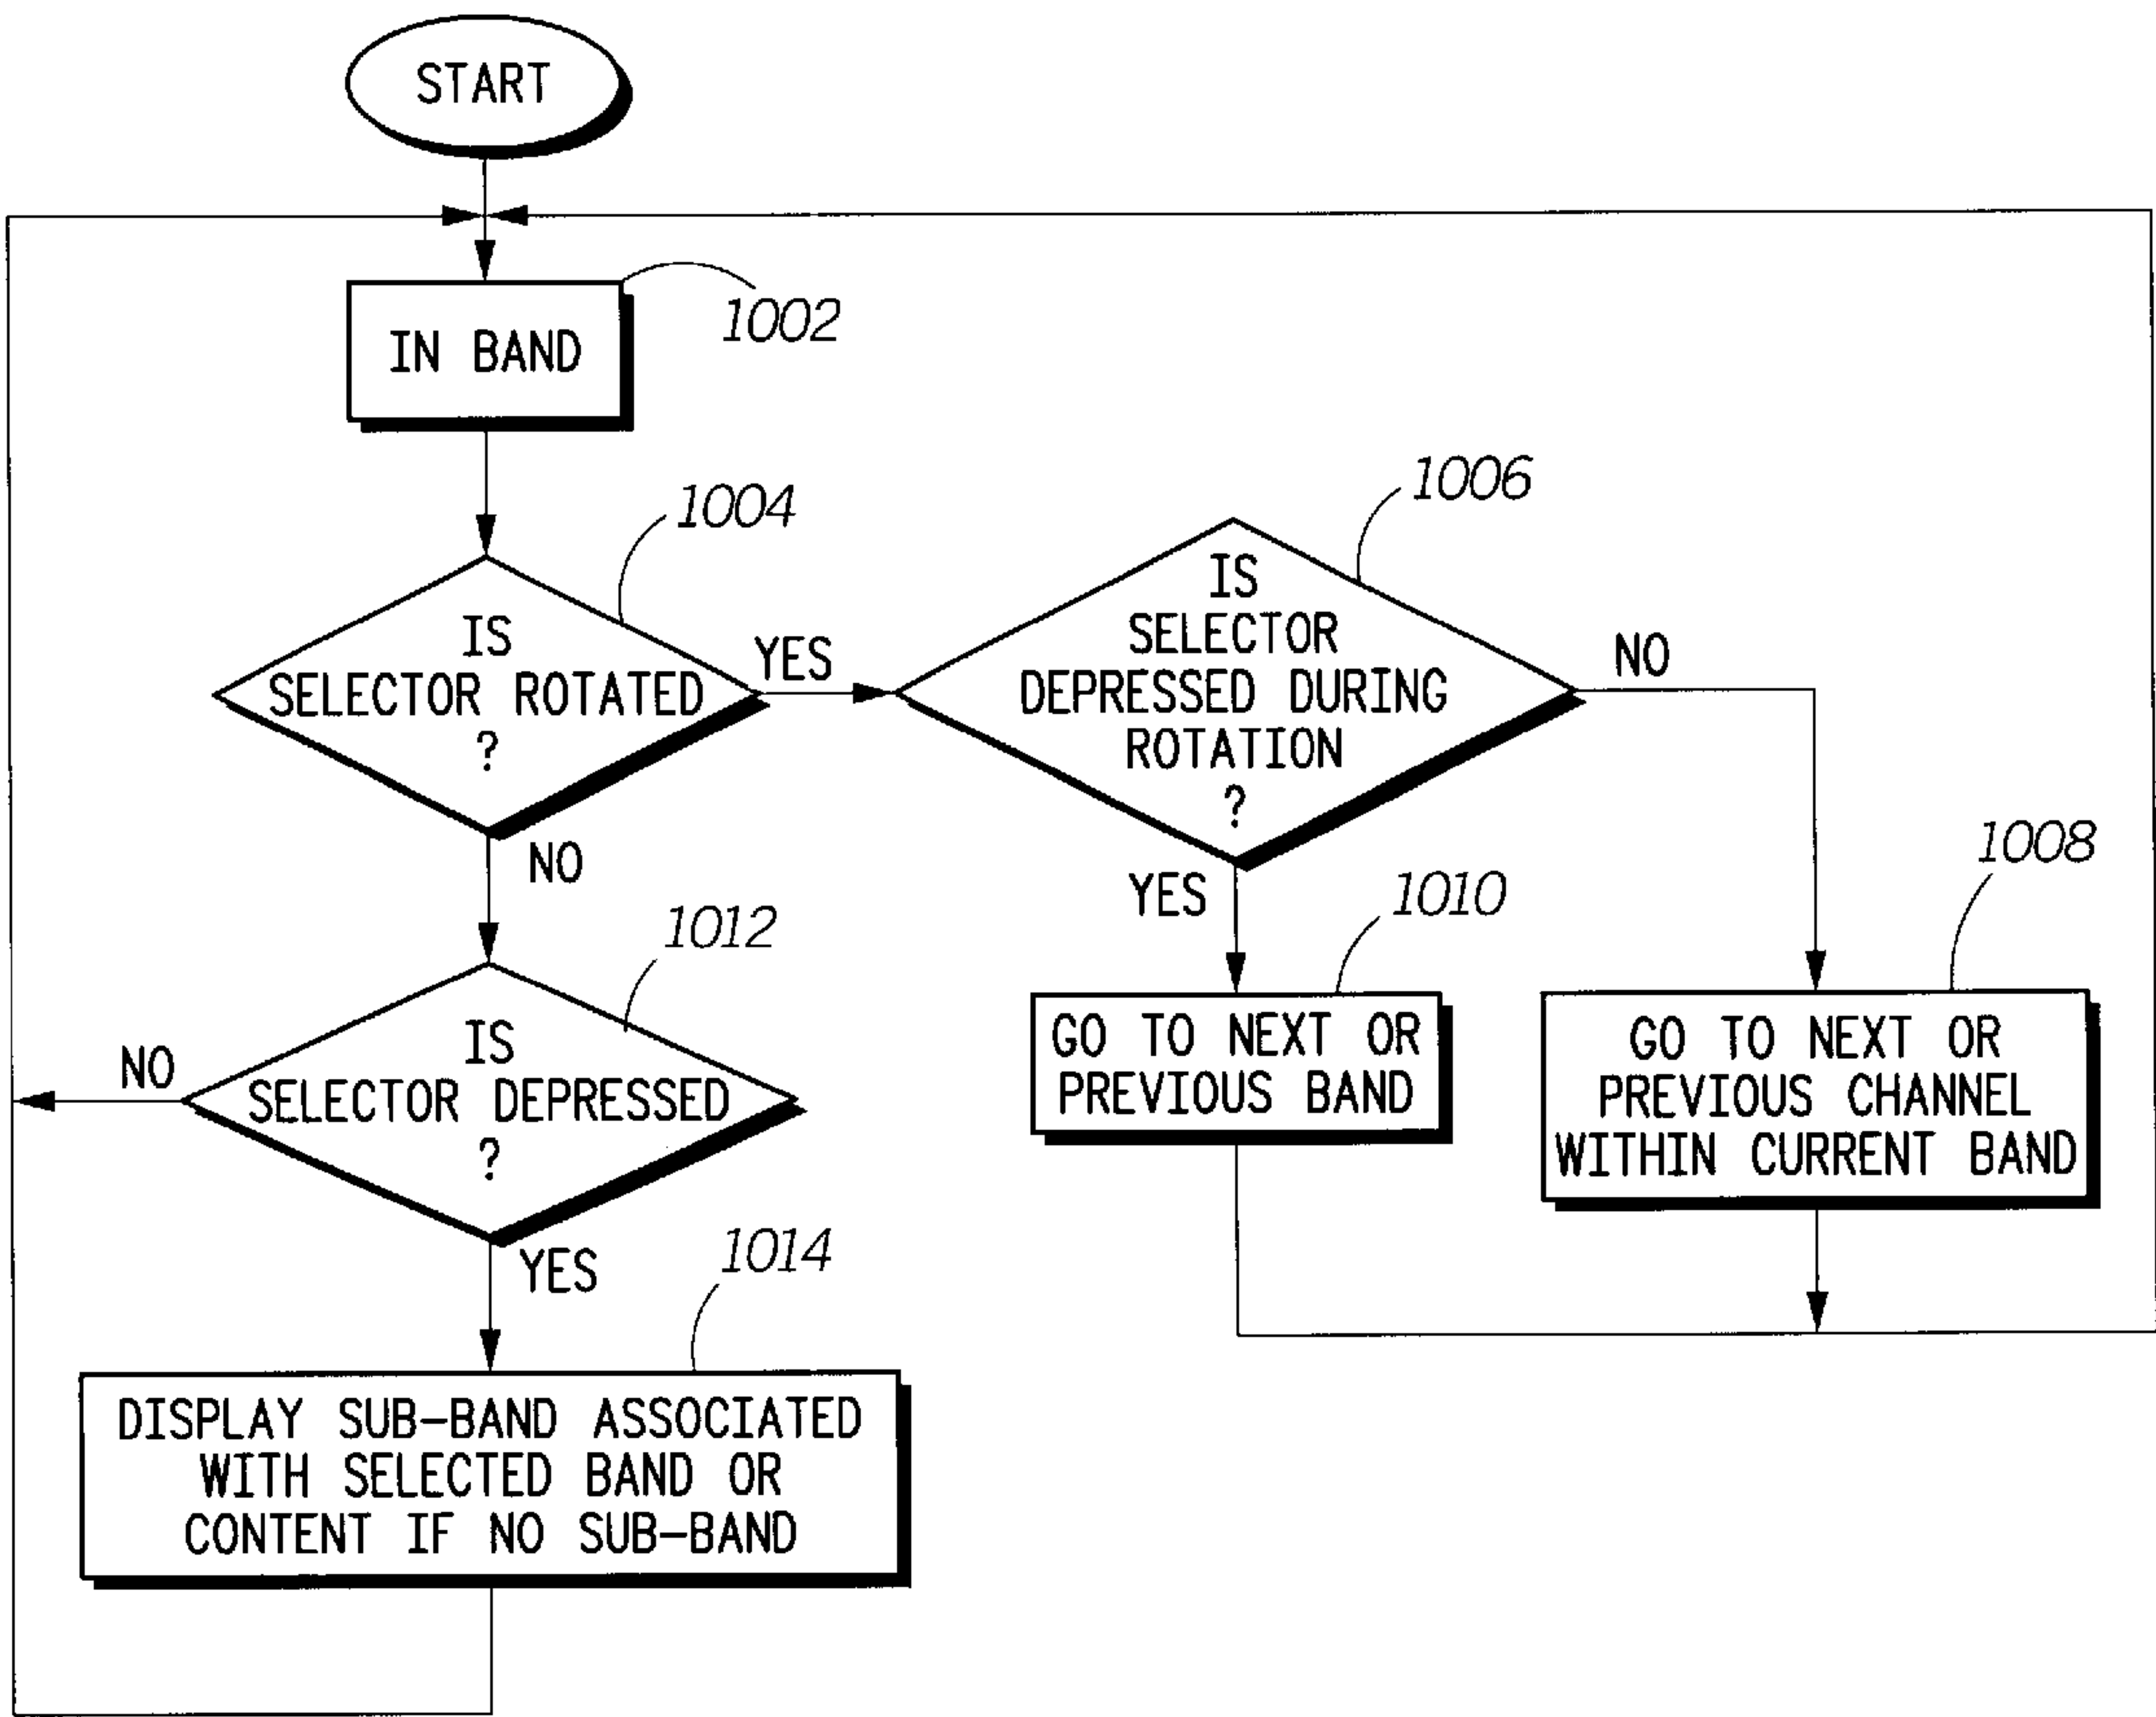 START
1002
IN BAND
1004
1006
IS
SELECTOR ROTATED
?
YES
IS
SELECTOR
DEPRESSED DURING
ROTATION
?
NO
NO
YES
1010
1008
1012
IS
SELECTOR DEPRESSED
?
NO
GO TO NEXT OR
PREVIOUS BAND
GO TO NEXT OR
PREVIOUS CHANNEL
WITHIN CURRENT BAND
YES
1014
DISPLAY SUB-BAND ASSOCIATED
WITH SELECTED BAND OR
CONTENT IF NO SUB-BAND